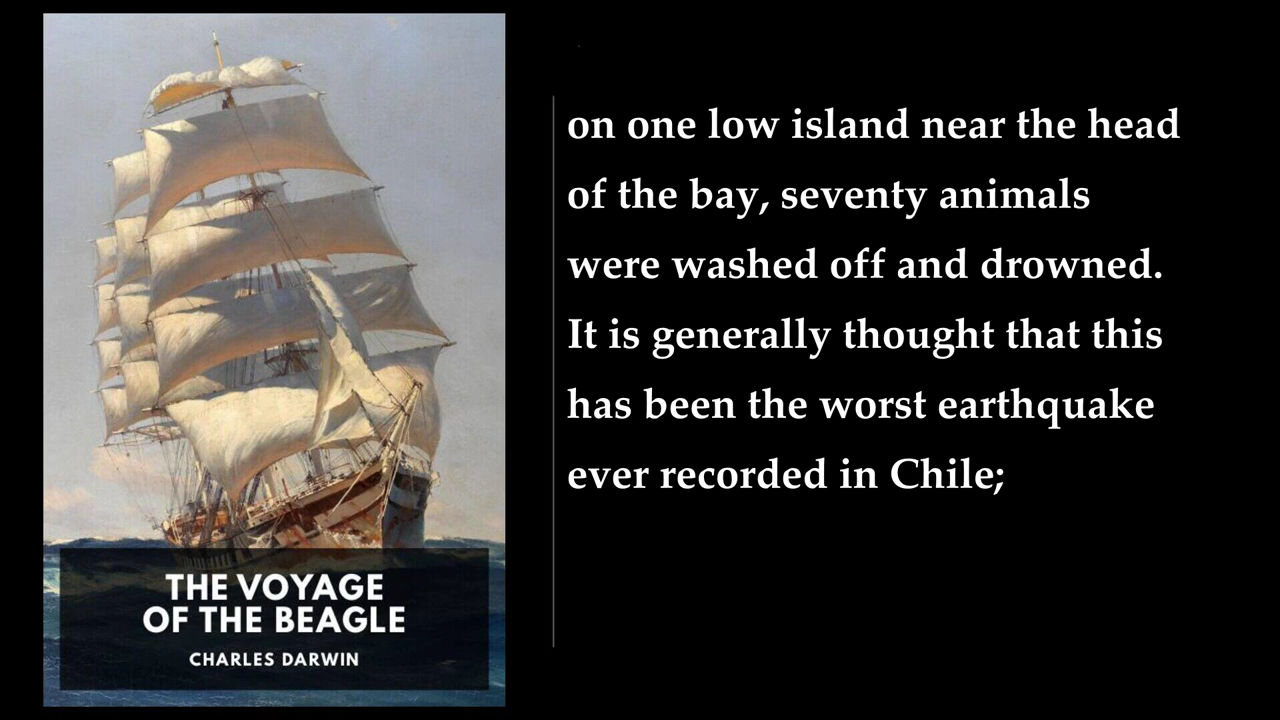 THE VOYAGE
OF THE BEAGLE
CHARLES DARWIN
on one low island near the head
of the bay, seventy animals
were washed off and drowned.
It is generally thought that this
has been the worst earthquake
ever recorded in Chile;